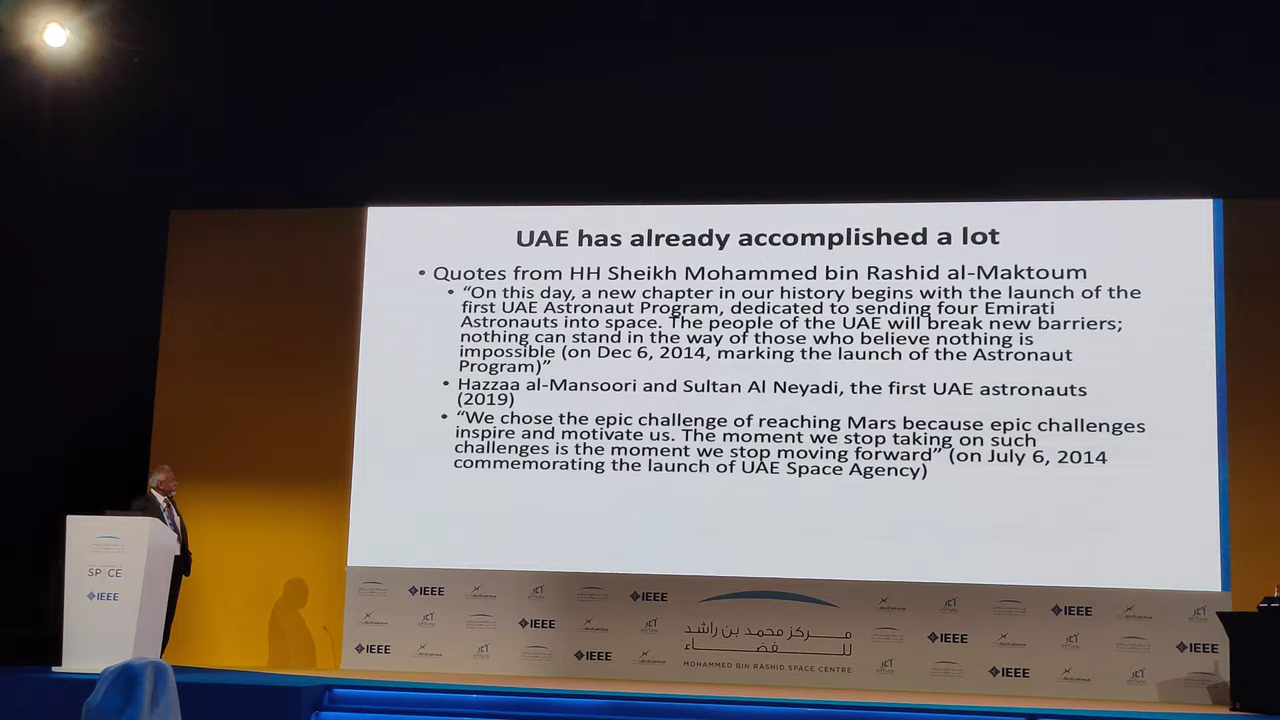 UAE has already accomplished a lot
• Quotes from HH Sheikh Mohammed bin Rashid al-Maktoum
• “On this day, a new chapter in our history begins with the launch of the
first UAE Astronaut Program, dedicated to sending four Emirati
Astronauts into space. The people of the UAE will break new barriers;
nothing can stand in the way of those who believe nothing is
impossible (on Dec 6, 2014, marking the launch of the Astronaut
Program)”
• Hazzaa al-Mansoori and Sultan Al Neyadi, the first UAE astronauts
(2019)
• “We chose the epic challenge of reaching Mars because epic challenges
inspire and motivate us. The moment we stop taking on such
challenges is the moment we stop moving forward” (on July 6, 2014
commemorating the launch of UAE Space Agency)
SP CE
IEEE
IEEE
IEEE
IEEE
IEEE
IEEE
IEEE
IEEE
IEEE
IEEE
مركز محمد بن راشد
للفضاء
MOHAMMED BIN RASHID SPACE CENTRE